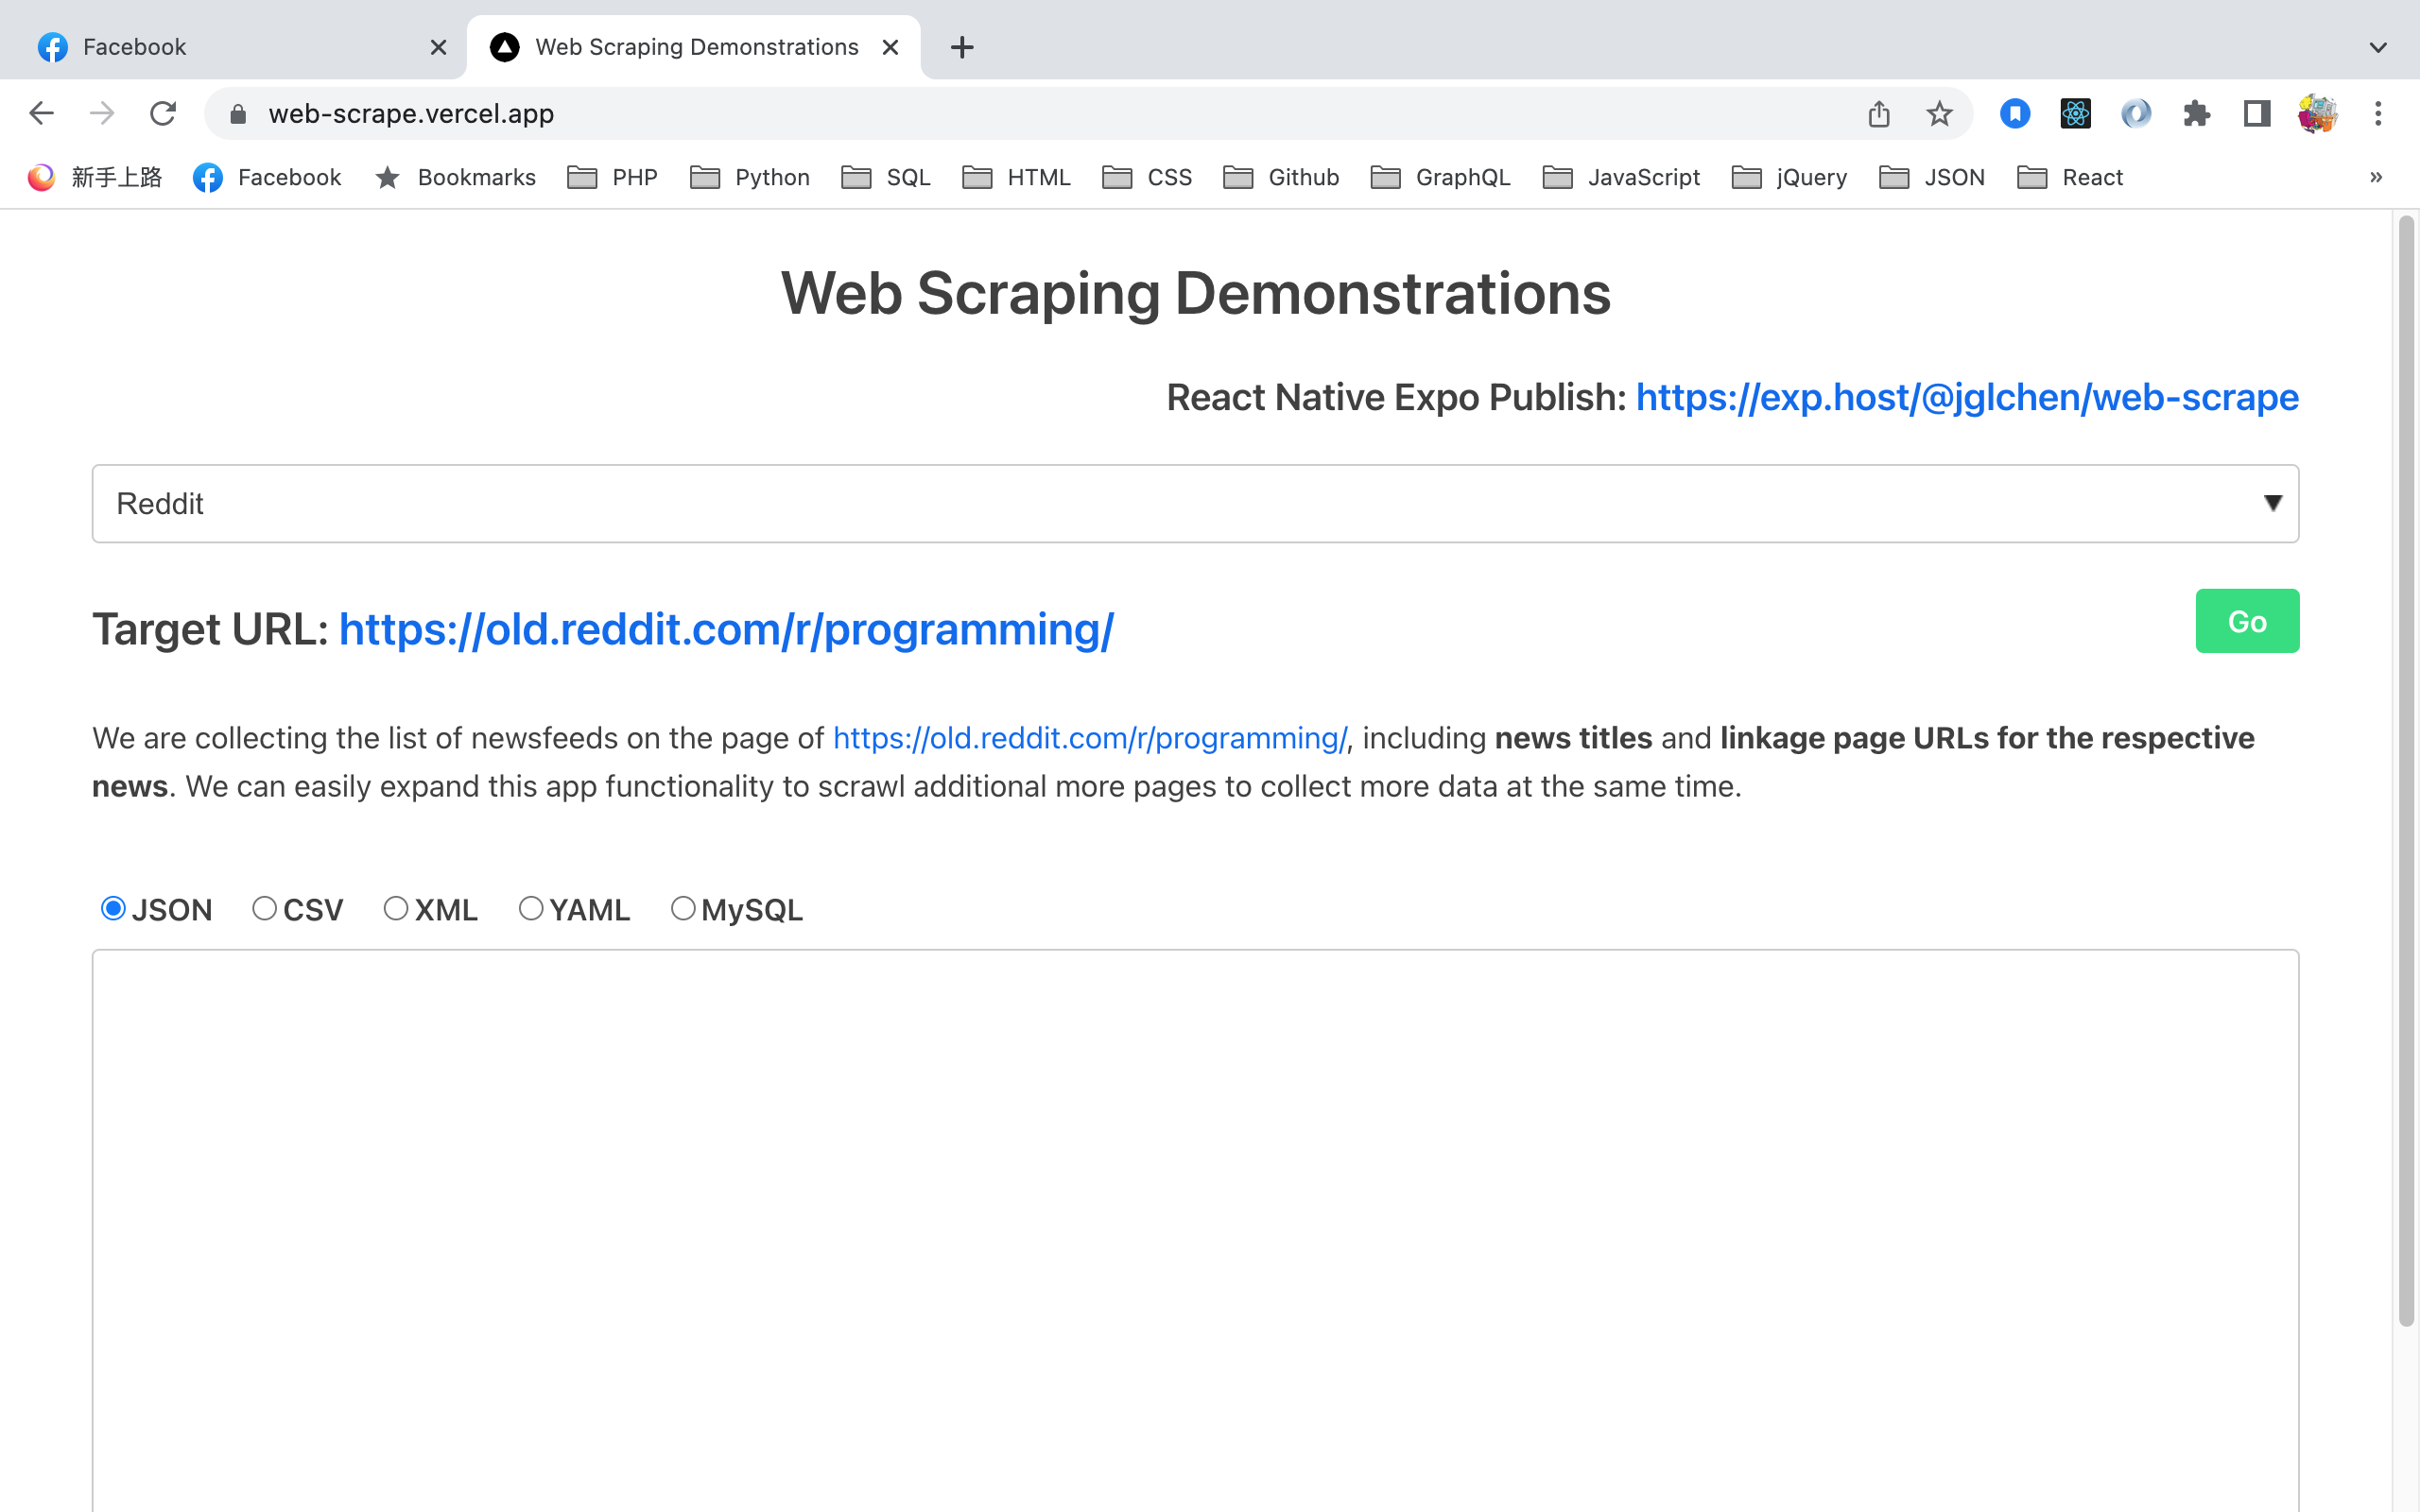 Facebook
Web Scraping Demonstrations
web-scrape.vercel.app
新手上路 Facebook Bookmarks PHP Python SQL HTML CSS Github GraphQL JavaScript jQuery JSON React »
Web Scraping Demonstrations
React Native Expo Publish: https://exp.host/@jglchen/web-scrape
Reddit
Target URL: https://old.reddit.com/r/programming/
Go
We are collecting the list of newsfeeds on the page of https://old.reddit.com/r/programming/, including news titles and linkage page URLs for the respective
news. We can easily expand this app functionality to scrawl additional more pages to collect more data at the same time.
JSON CSV XML YAML MySQL